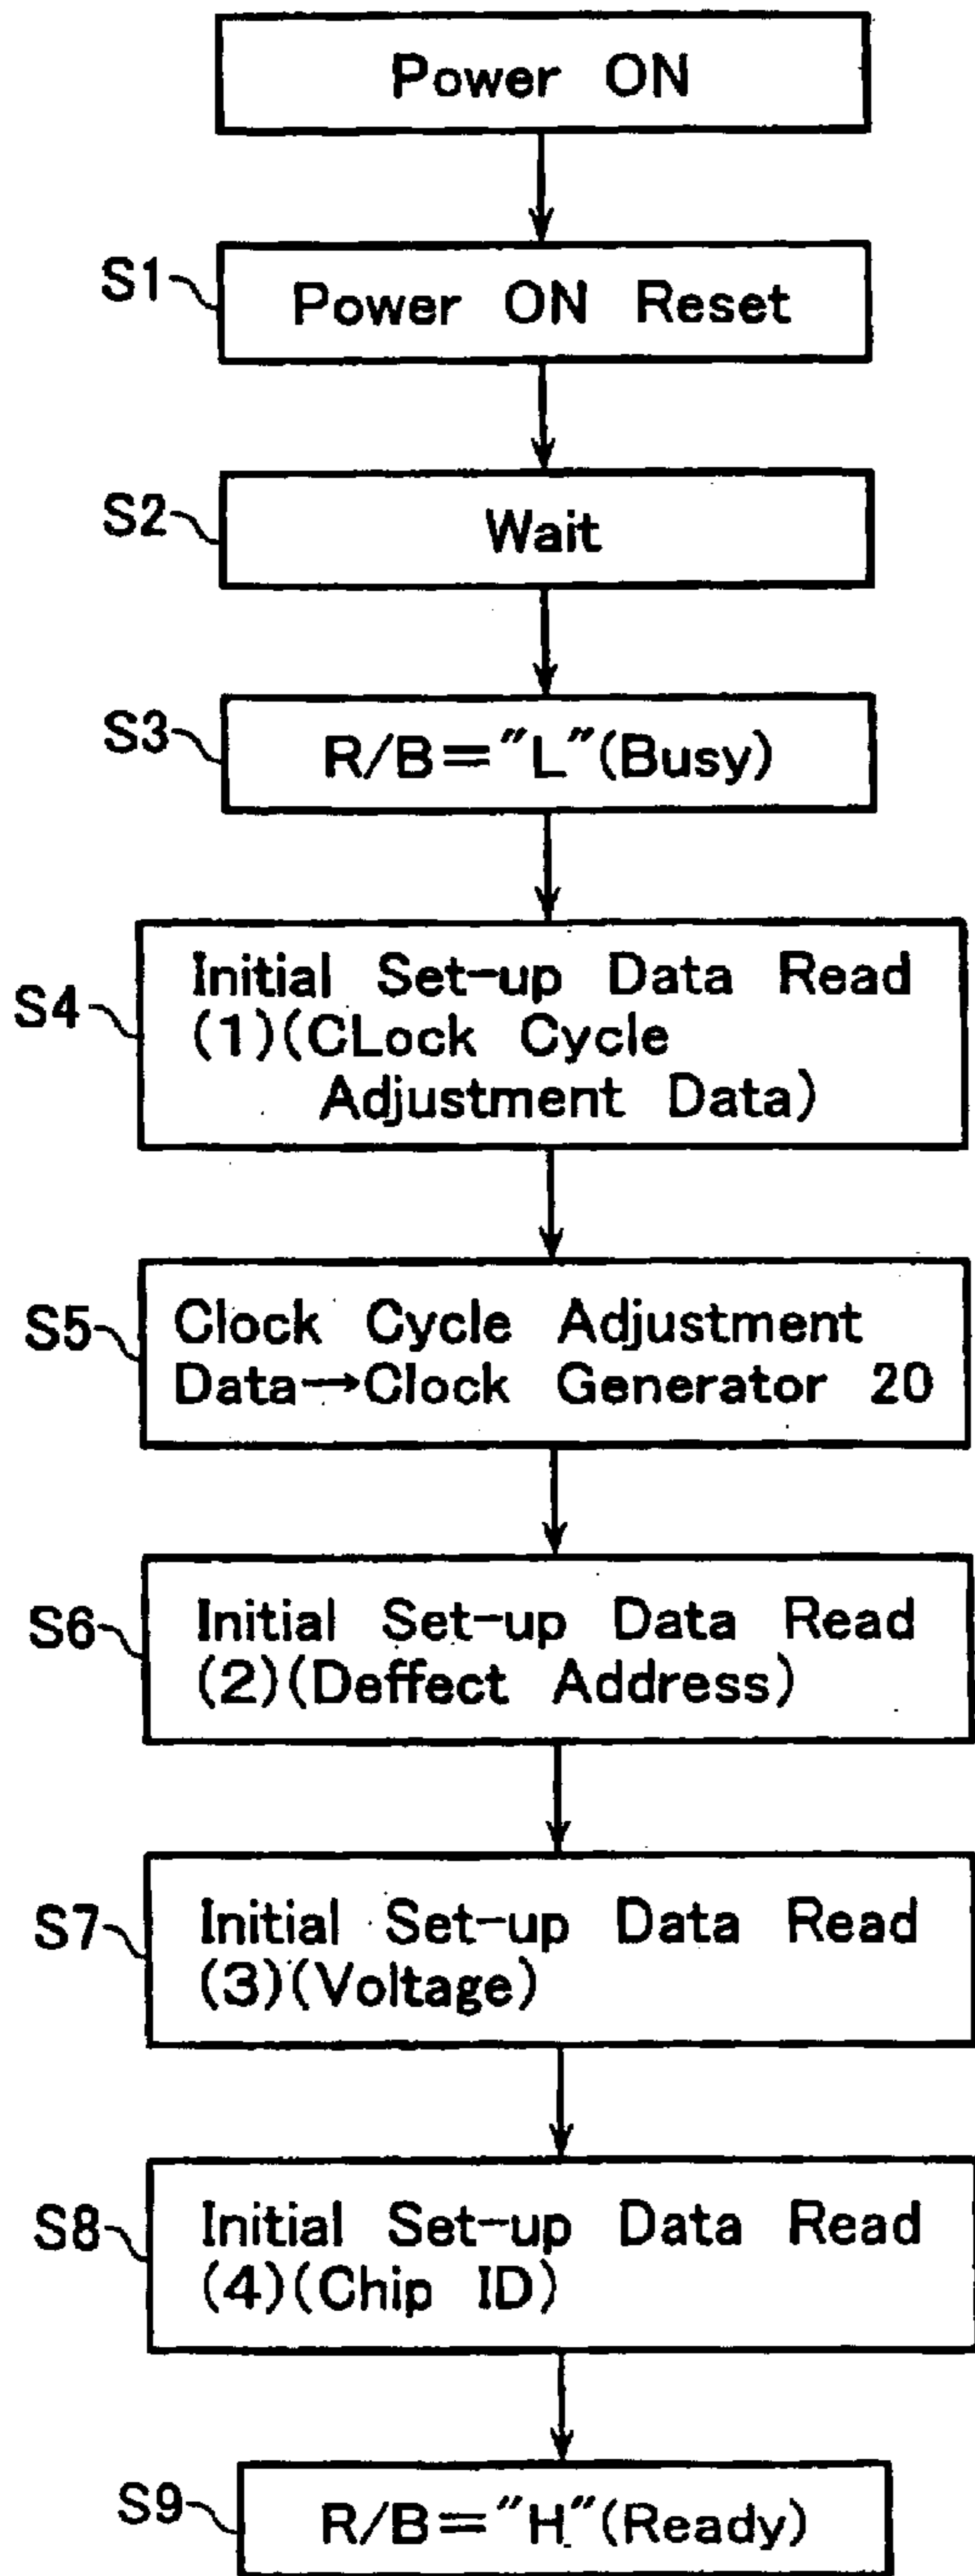 Power ON
S1
Power ON Reset
S2
Wait
S3
R/B="L"(Busy)
S4
Initial Set-up Data Read
(1)(CLock Cycle
Adjustment Data)
S5
Clock Cycle Adjustment
Data→Clock Generator 20
S6
Initial Set-up Data Read
(2)(Deffect Address)
S7
Initial Set-up Data Read
(3)(Voltage)
S8
Initial Set-up Data Read
(4)(Chip ID)
S9
R/B="H"(Ready)